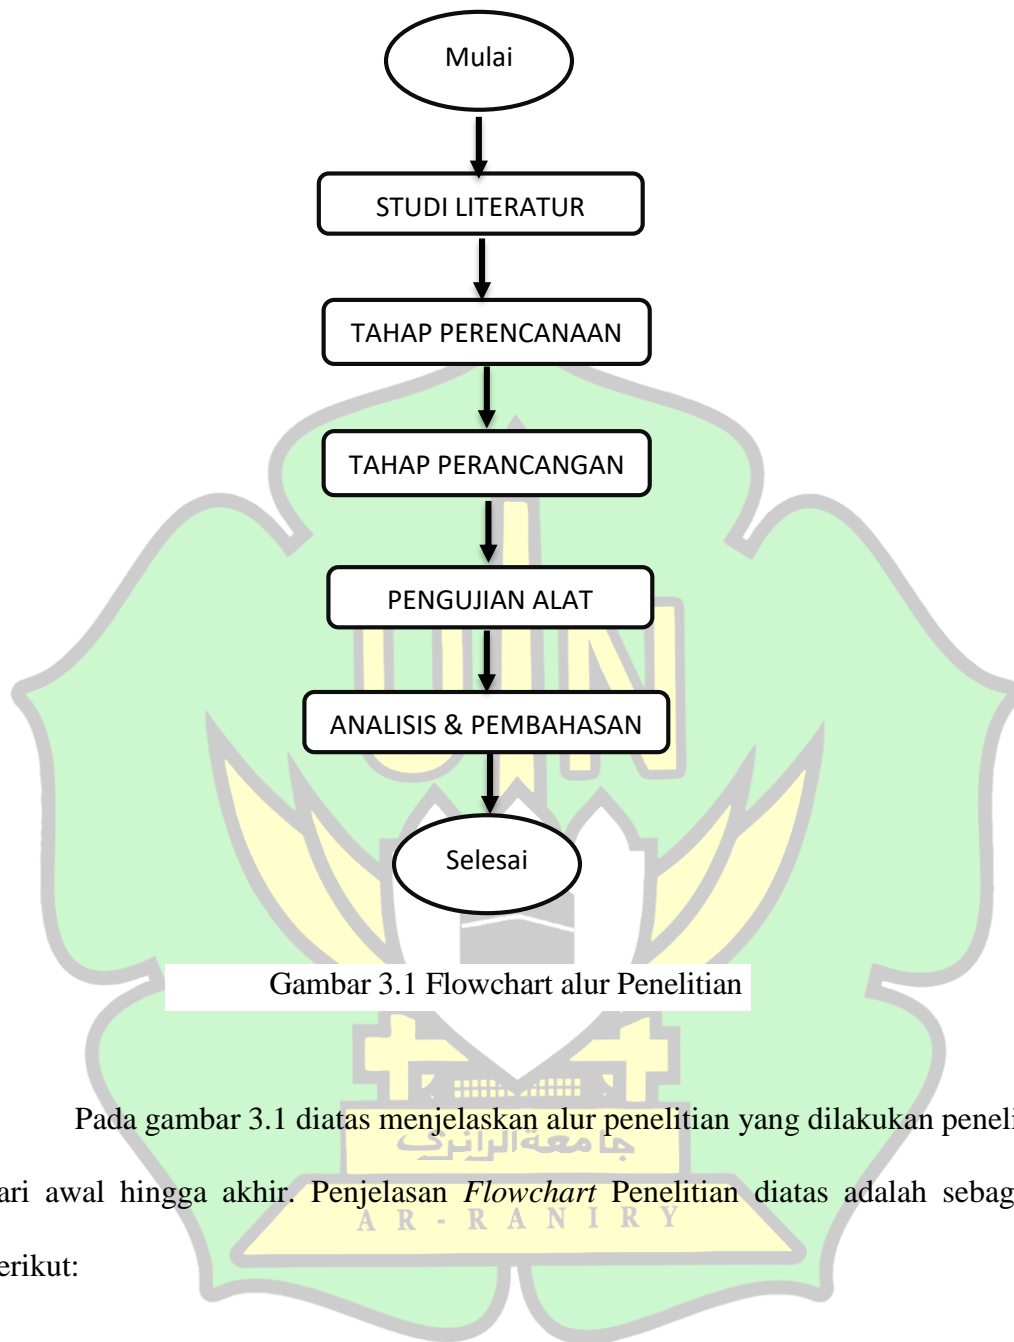 Mulai
STUDI LITERATUR
TAHAP PERENCANAAN
TAHAP PERANCANGAN
PENGUJIAN ALAT
UIN
ANALISIS & PEMBAHASAN
Selesai
Gambar 3.1 Flowchart alur Penelitian
Pada gambar 3.1 diatas menjelaskan alur penelitian yang dilakukan peneli
جامعةالرانري
ari awal hingga akhir. Penjelasan Flowchart Penelitian diatas adalah sebag
AR-RANIRY
erikut: